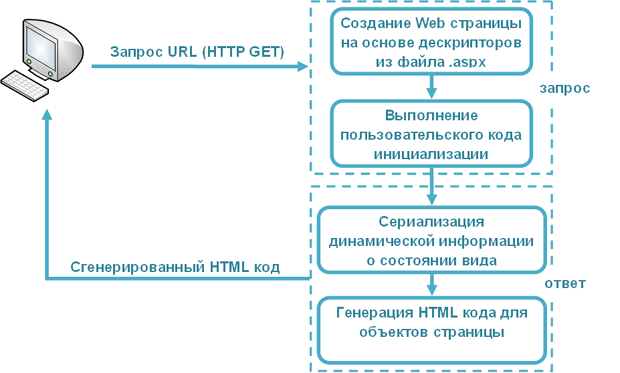 Создание Web страницы
на основе дескрипторов
из файла .aspx
Запрос URL (HTTP GET)
запрос
Выполнение
пользовательского кода
инициализации
Сериализация
динамической информации
о состоянии вида
Сгенерированный HTML код
ответ
Генерация HTML кода для
объектов страницы